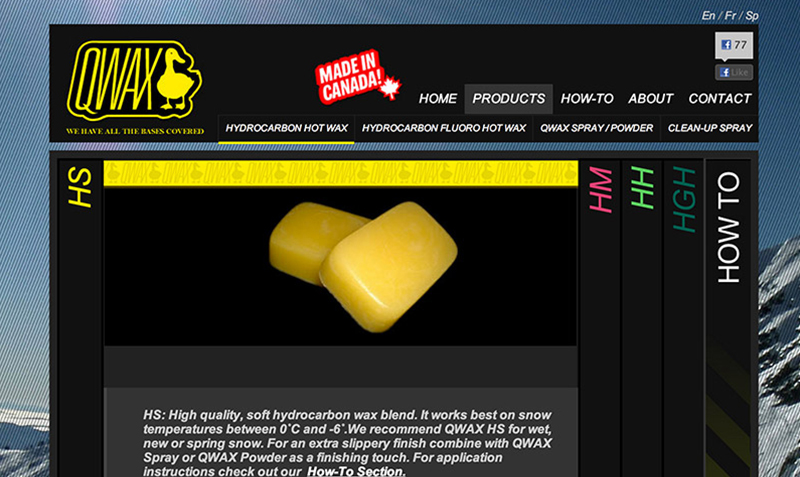 En / Fr / Sp
QWAX
WE HAVE ALL THE BASES COVERED
MADE IN
CANADA!
77
Like
HOME PRODUCTS HOW-TO ABOUT CONTACT
HYDROCARBON HOT WAX HYDROCARBON FLUORO HOT WAX QWAX SPRAY / POWDER CLEAN-UP SPRAY
HS
HM
HH
HGH
HOW TO
HS: High quality, soft hydrocarbon wax blend. It works best on snow
temperatures between 0˚C and -6˚.We recommend QWAX HS for wet,
new or spring snow. For an extra slippery finish combine with QWAX
Spray or QWAX Powder as a finishing touch. For application
instructions check out our How-To Section.